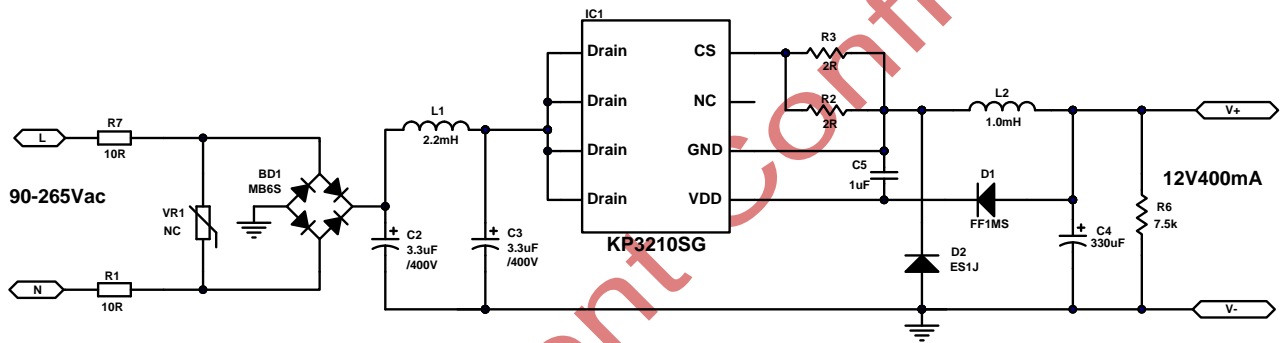 IC1
Drain
Drain
Drain
Drain
CS
NC
GND
VDD
KP3210SG
R3
2R
R2
2R
L2
1.0mH
V+
L
R7
10R
L1
2.2mH
BD1
MB6S
90-265Vac
VR1
NC
C2
3.3uF
/400V
C3
3.3uF
/400V
C5
1uF
D1
FF1MS
12V400mA
R6
7.5k
C4
330uF
D2
ES1J
N
R1
10R
V-
ent Confi